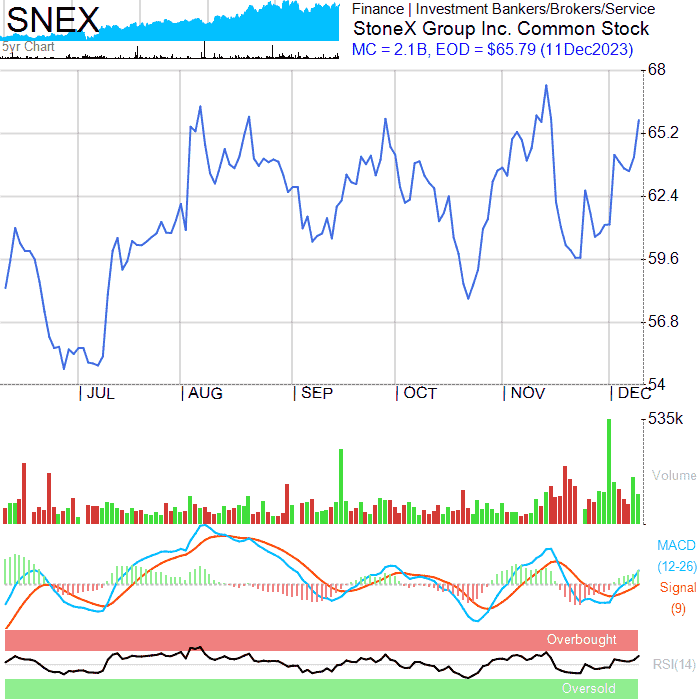 SNEX
5yr Chart
Finance | Investment Bankers/Brokers/Service
StoneX Group Inc. Common Stock
MC = 2.1B, EOD = $65.79 (11Dec2023)
68
65.2
62.4
59.6
56.8
54
| JUL | AUG | SEP | OCT | NOV | DEC
535k
Volume
MACD
(12-26)
Signal
(9)
Overbought
RSI(14)
Oversold